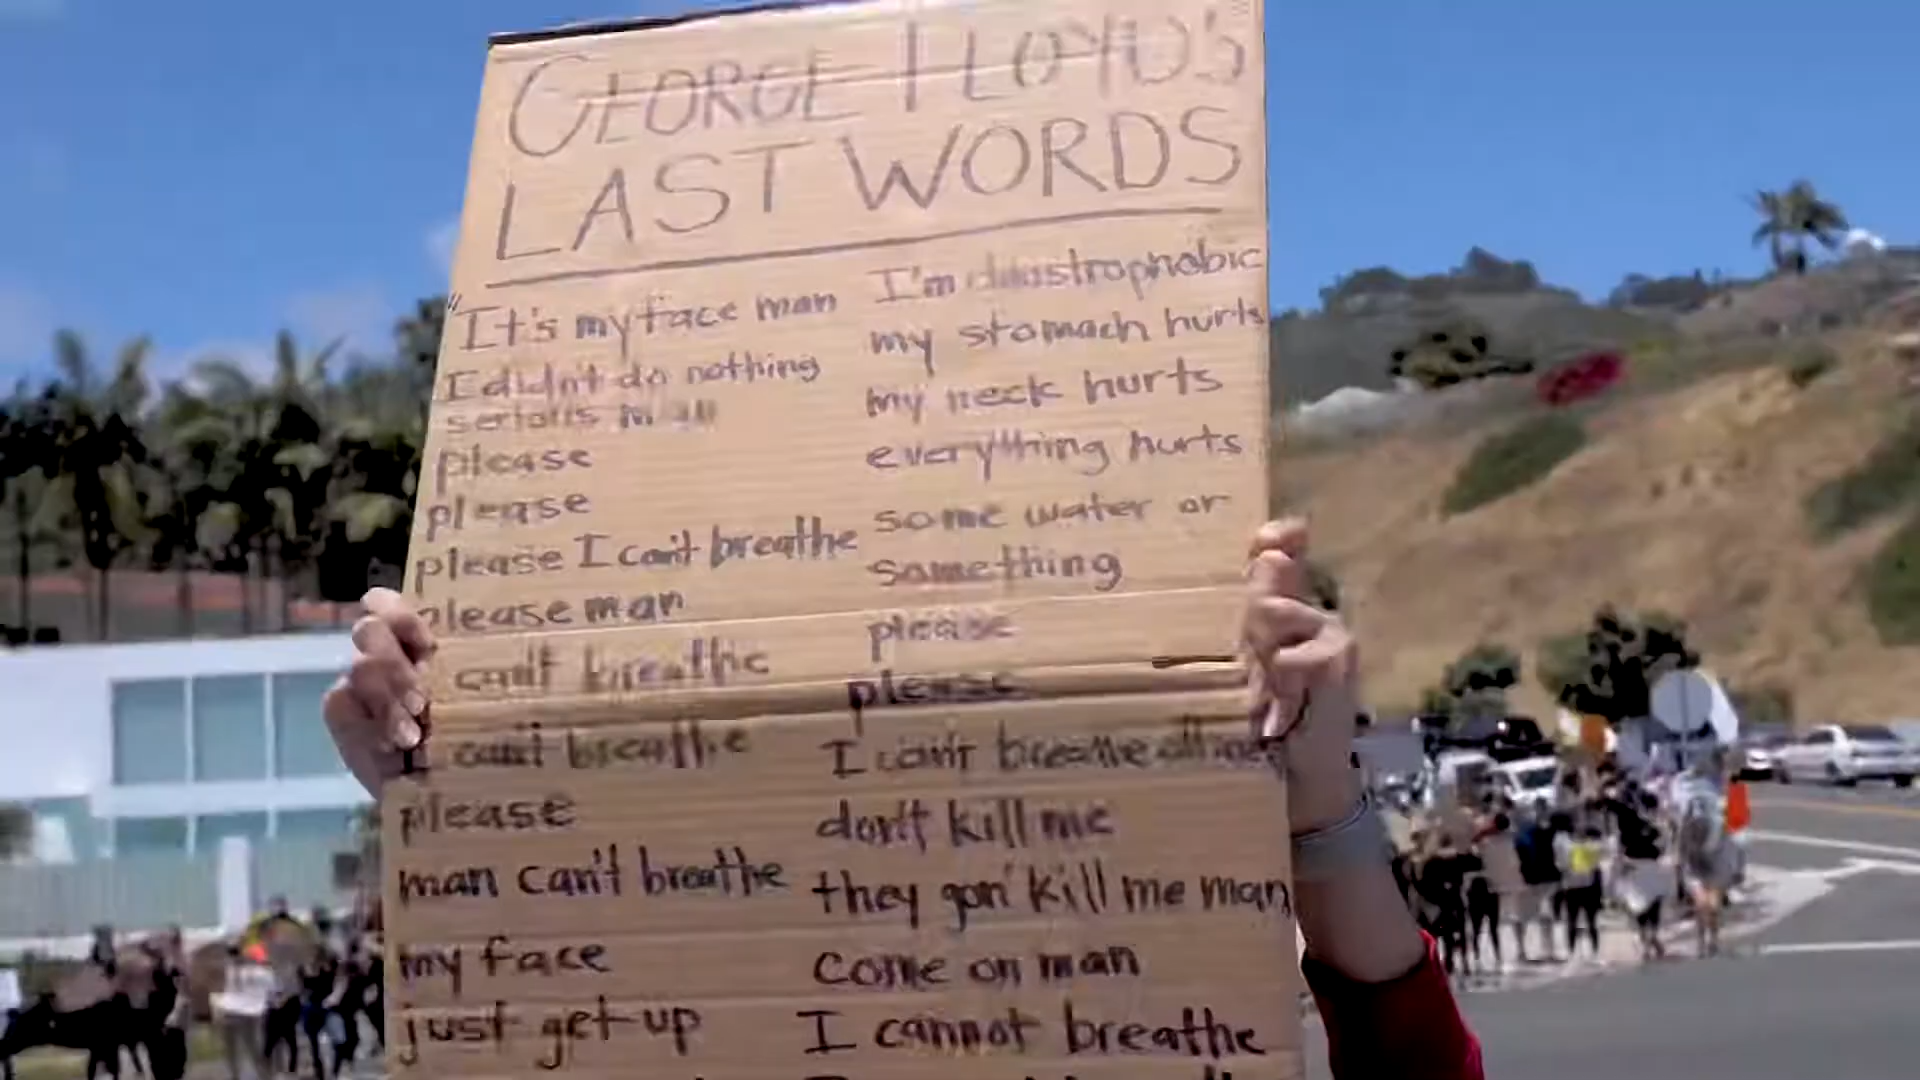 GEORGE FLOYD'S
LAST WORDS
"It's my face man
I didn't do nothing
serious man
please
please
please I can't breathe
please man
can't breathe
I can't breathe
please
man can't breathe
my face
just get up
I'm claustrophobic
my stomach hurts
my neck hurts
everything hurts
some water or
something
please
please
I can't breathe officer
don't kill me
they gon' kill me man
come on man
I cannot breathe